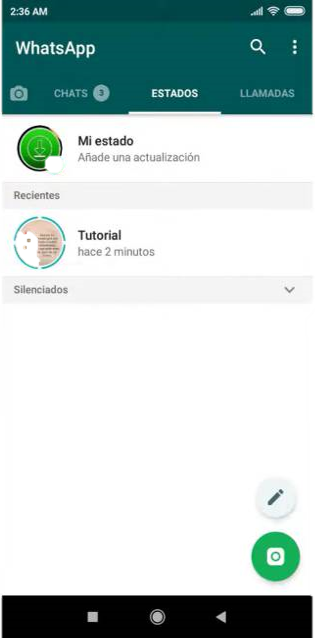 2:36 AM
WhatsApp
CHATS 3
ESTADOS
LLAMADAS
Mi estado
Añade una actualización
Recientes
Tutorial
hace 2 minutos
Silenciados